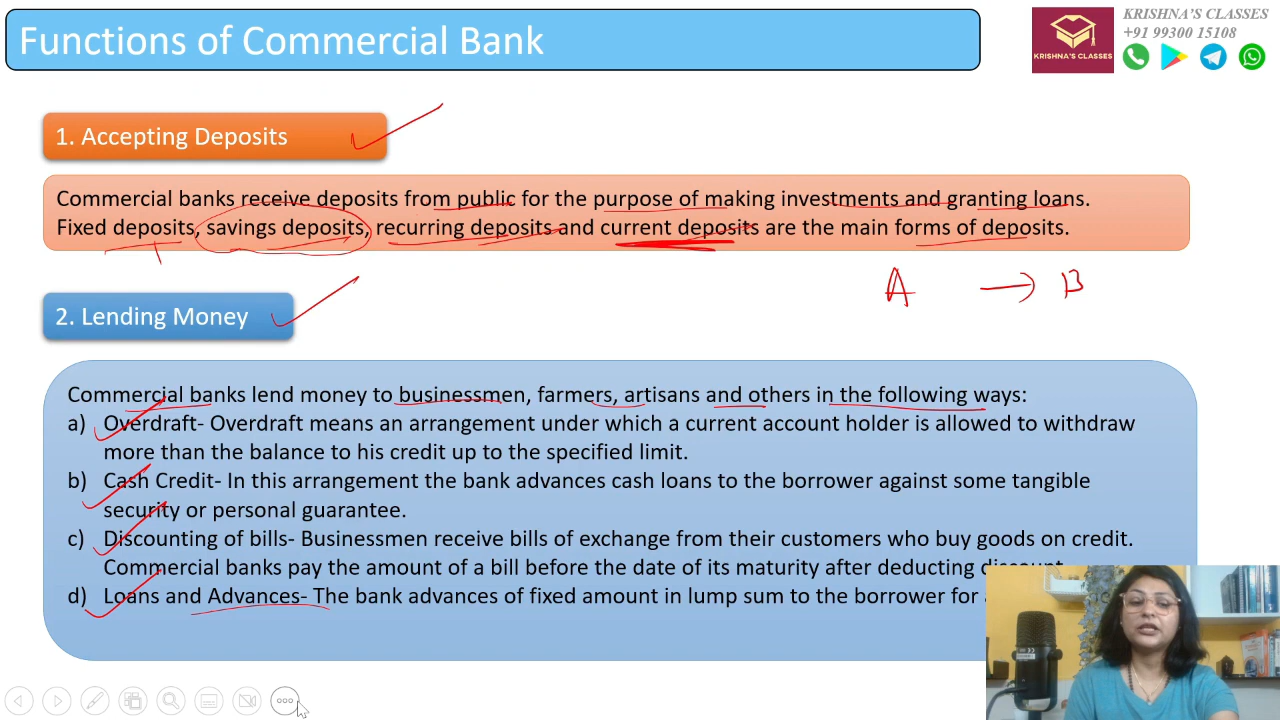 Functions of Commercial Bank
KRISHNA'S CLASSES
+91 99300 15108
KRISHNA'S CLASSES
1. Accepting Deposits
Commercial banks receive deposits from public for the purpose of making investments and granting loans.
Fixed deposits, savings deposits, recurring deposits and current deposits are the main forms of deposits.
A → B
2. Lending Money
Commercial banks lend money to businessmen, farmers, artisans and others in the following ways:
a) Overdraft- Overdraft means an arrangement under which a current account holder is allowed to withdraw
more than the balance to his credit up to the specified limit.
b) Cash Credit- In this arrangement the bank advances cash loans to the borrower against some tangible
security or personal guarantee.
c) Discounting of bills- Businessmen receive bills of exchange from their customers who buy goods on credit.
Commercial banks pay the amount of a bill before the date of its maturity after deducting discount.
d) Loans and Advances- The bank advances of fixed amount in lump sum to the borrower for